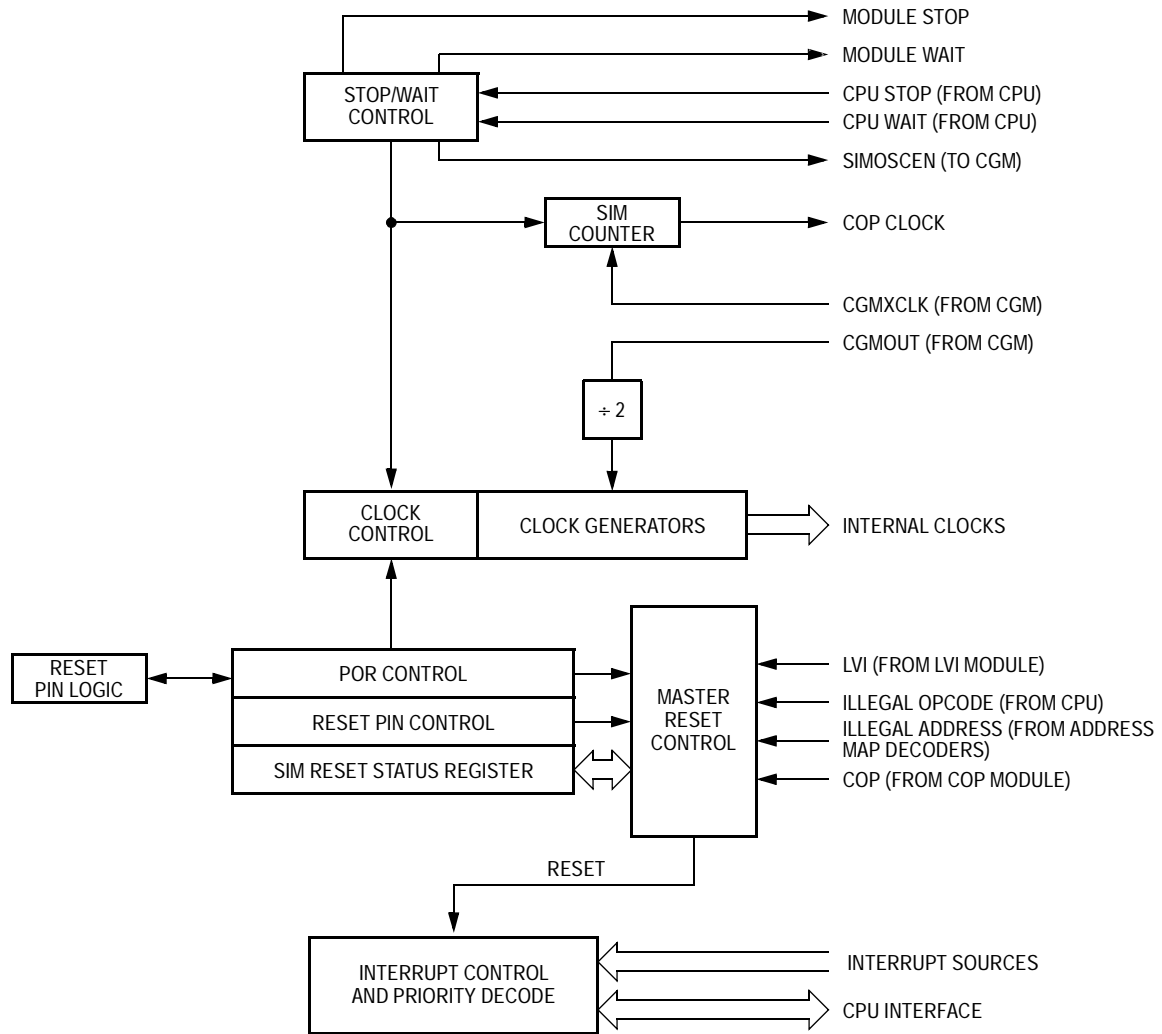 MODULE STOP
MODULE WAIT
STOP/WAIT
CONTROL
CPU STOP (FROM CPU)
CPU WAIT (FROM CPU)
SIMOSCEN (TO CGM)
SIM
COUNTER
COP CLOCK
CGMXCLK (FROM CGM)
CGMOUT (FROM CGM)
÷ 2
CLOCK
CONTROL
CLOCK GENERATORS
INTERNAL CLOCKS
RESET
PIN LOGIC
POR CONTROL
RESET PIN CONTROL
SIM RESET STATUS REGISTER
MASTER
RESET
CONTROL
LVI (FROM LVI MODULE)
ILLEGAL OPCODE (FROM CPU)
ILLEGAL ADDRESS (FROM ADDRESS
MAP DECODERS)
COP (FROM COP MODULE)
RESET
INTERRUPT CONTROL
AND PRIORITY DECODE
INTERRUPT SOURCES
CPU INTERFACE